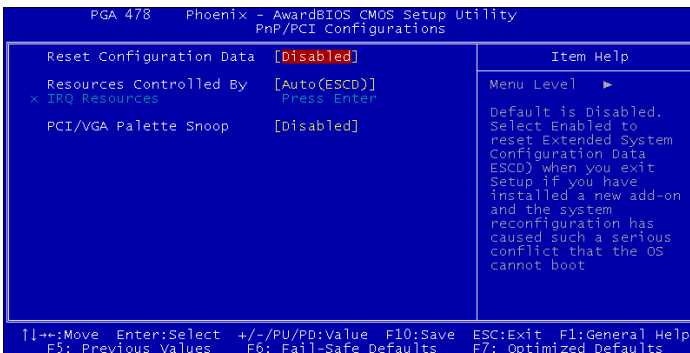 PGA 478 Phoenix - AwardBIOS CMOS Setup Utility
PnP/PCI Configurations
Reset Configuration Data [Disabled]
Resources Controlled By [Auto(ESCD)]
x IRQ Resources Press Enter
PCI/VGA Palette Snoop [Disabled]
Item Help
Menu Level ►
Default is Disabled.
Select Enabled to
reset Extended System
Configuration Data
ESCD) when you exit
Setup if you have
installed a new add-on
and the system
reconfiguration has
caused such a serious
conflict that the OS
cannot boot
↑↓→←:Move Enter:Select +/-/PU/PD:Value F10:Save ESC:Exit F1:General Help
F5: Previous Values F6: Fail-Safe Defaults F7: Optimized Defaults